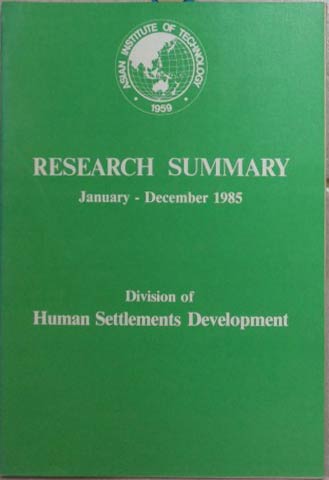 ASIAN INSTITUTE OF TECHNOLOGY
1959
RESEARCH SUMMARY
January - December 1985
Division of
Human Settlements Development